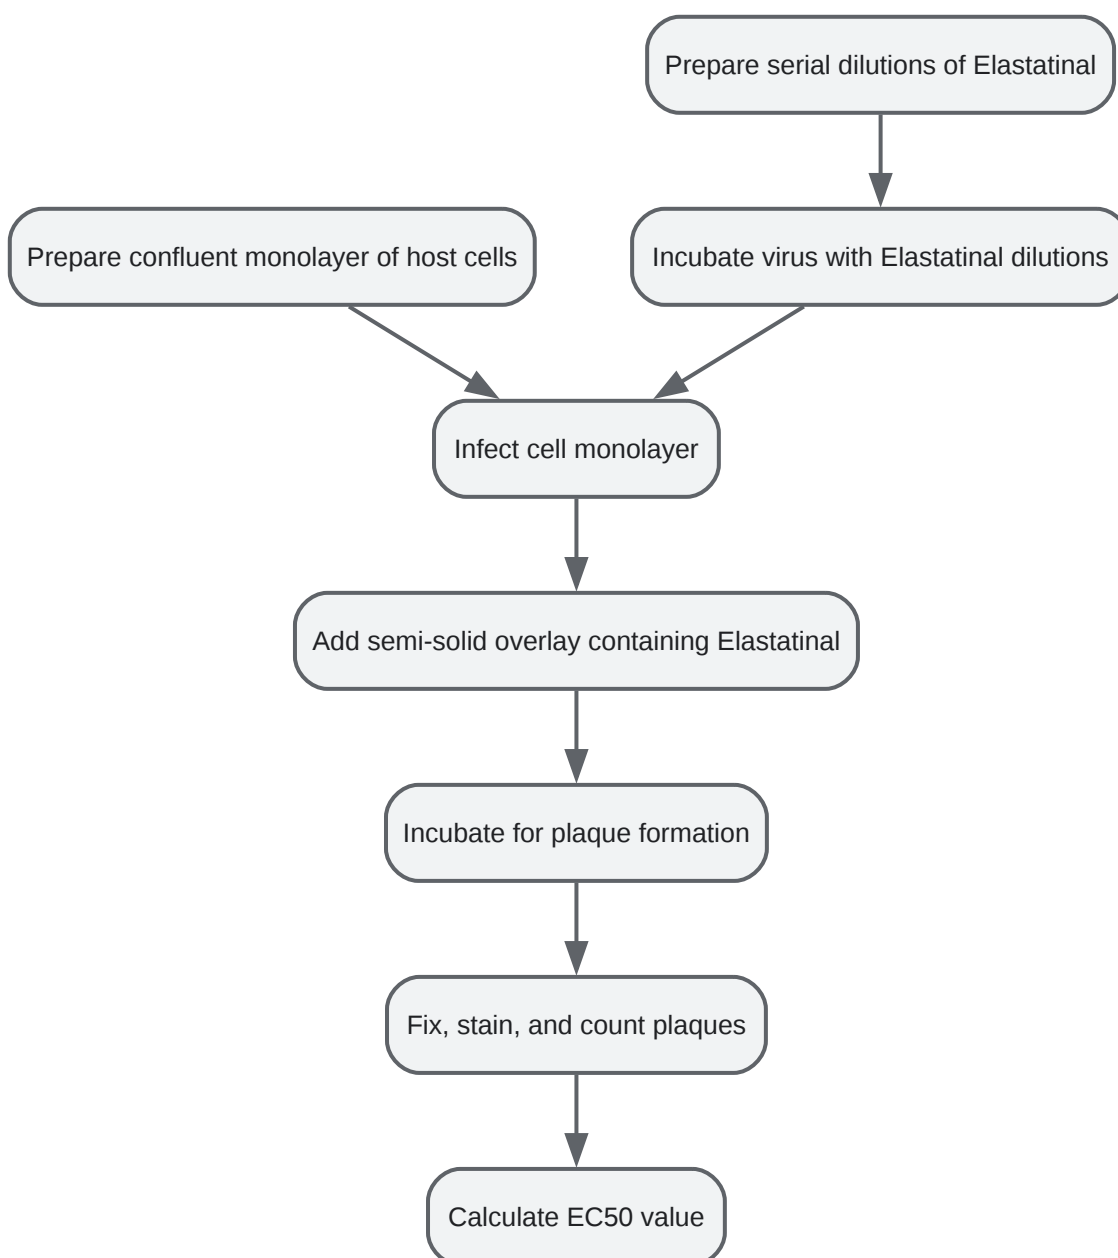 Prepare serial dilutions of Elastatinal
Prepare confluent monolayer of host cells
Incubate virus with Elastatinal dilutions
Infect cell monolayer
Add semi-solid overlay containing Elastatinal
Incubate for plaque formation
Fix, stain, and count plaques
Calculate EC50 value